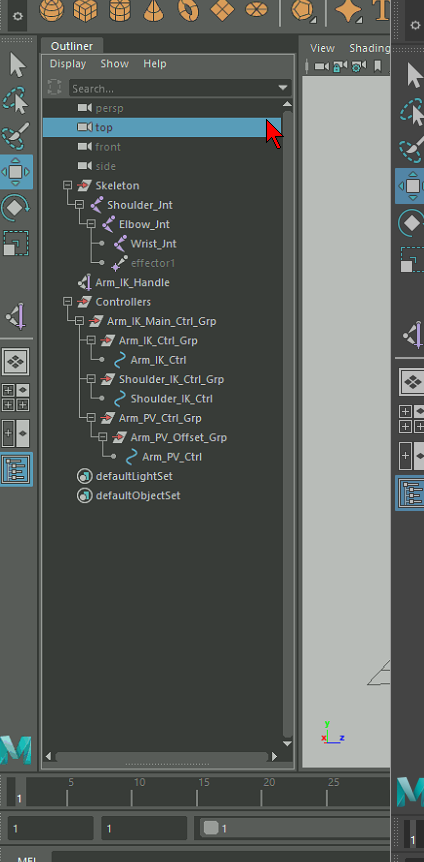 Outliner
Display Show Help
View Shading
Search...
persp
top
front
side
Skeleton
Shoulder_Jnt
Elbow_Jnt
Wrist_Jnt
effector1
Arm_IK_Handle
Controllers
Arm_IK_Main_Ctrl_Grp
Arm_IK_Ctrl_Grp
Arm_IK_Ctrl
Shoulder_IK_Ctrl_Grp
Shoulder_IK_Ctrl
Arm_PV_Ctrl_Grp
Arm_PV_Offset_Grp
Arm_PV_Ctrl
defaultLightSet
defaultObjectSet
y
x z
M
M
5 10 15 20 25
1
1
1 1 1
MEL